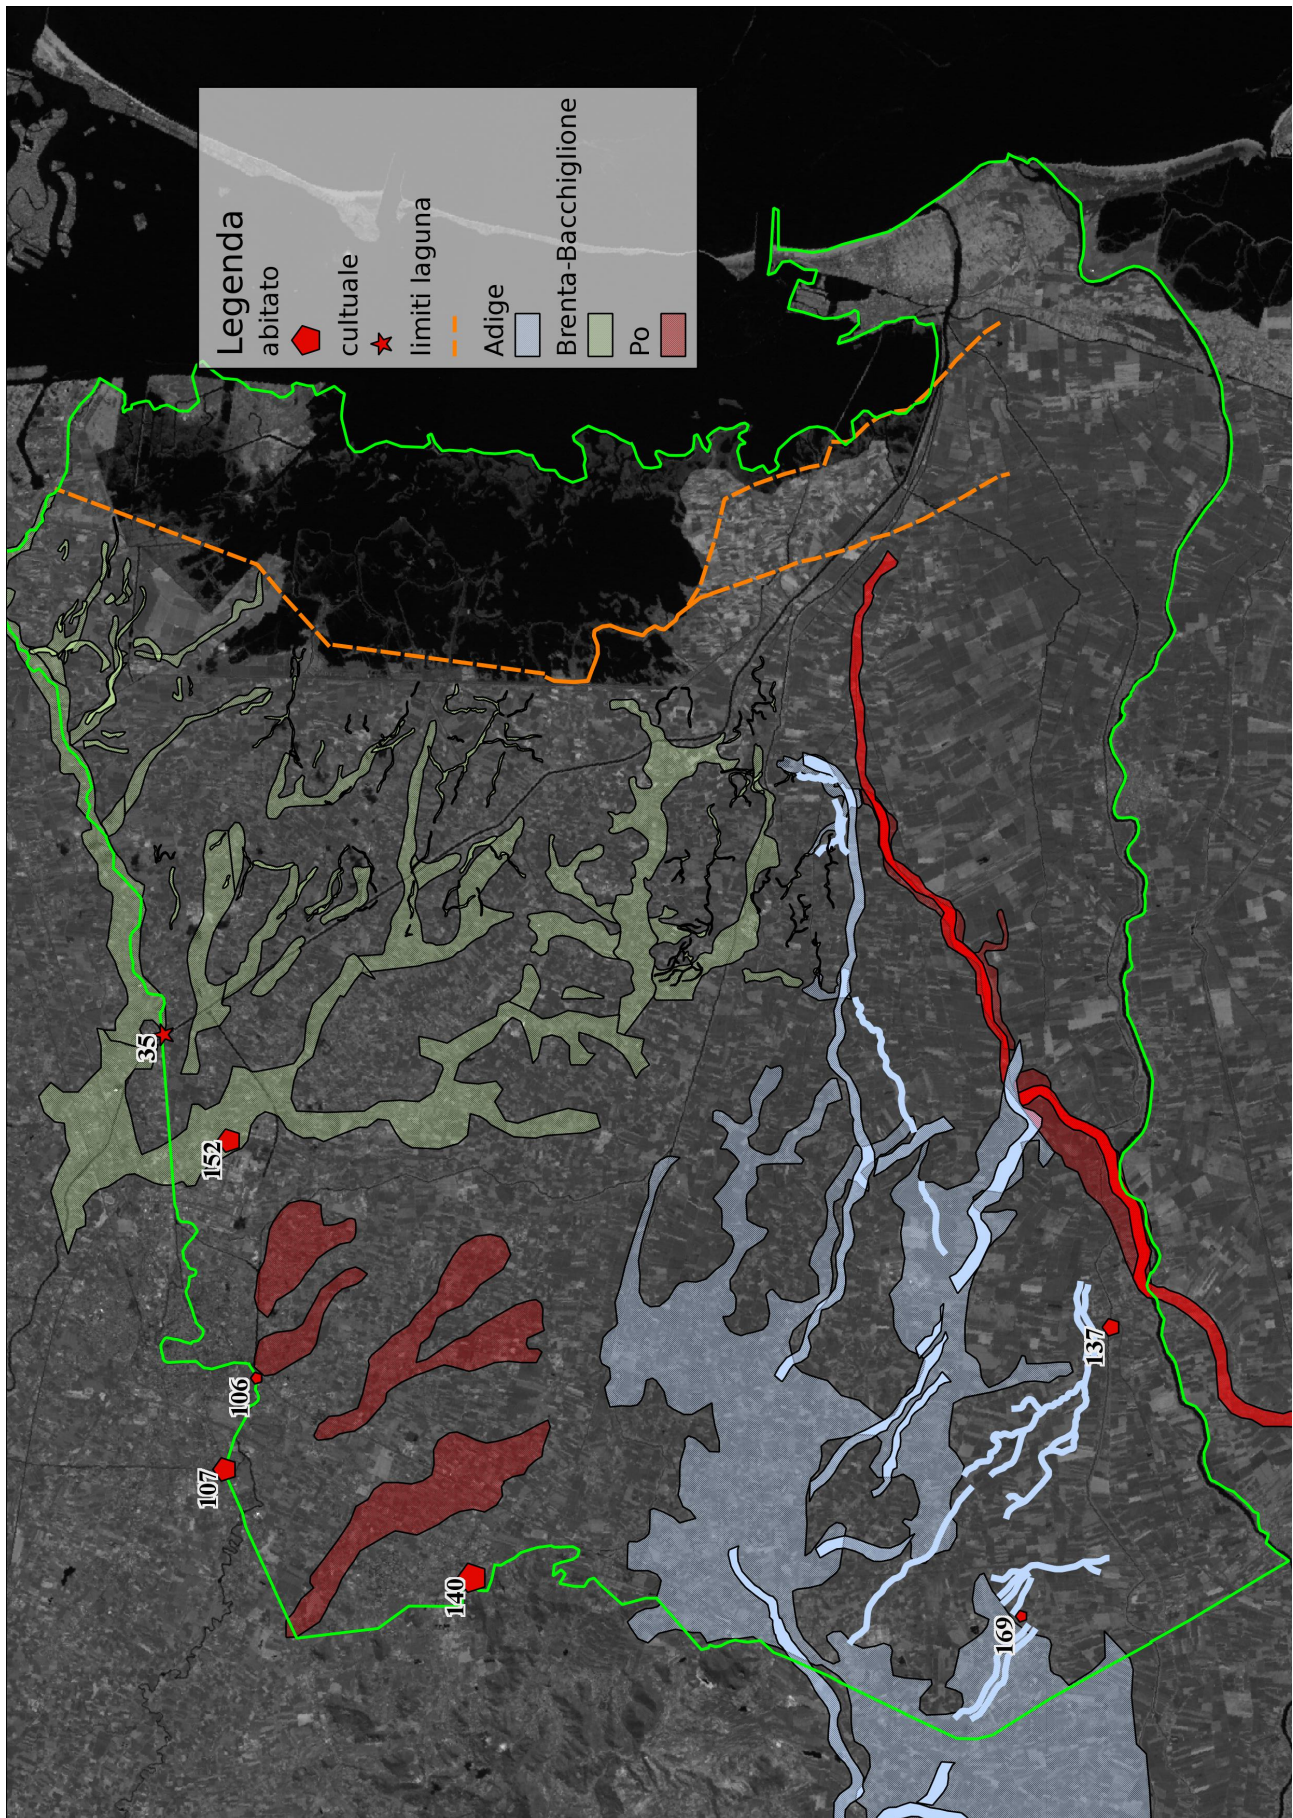 Legenda
abitato
cultuale
limiti laguna
Adige
Brenta-Bacchiglione
Po
35
152
106
107
140
137
169